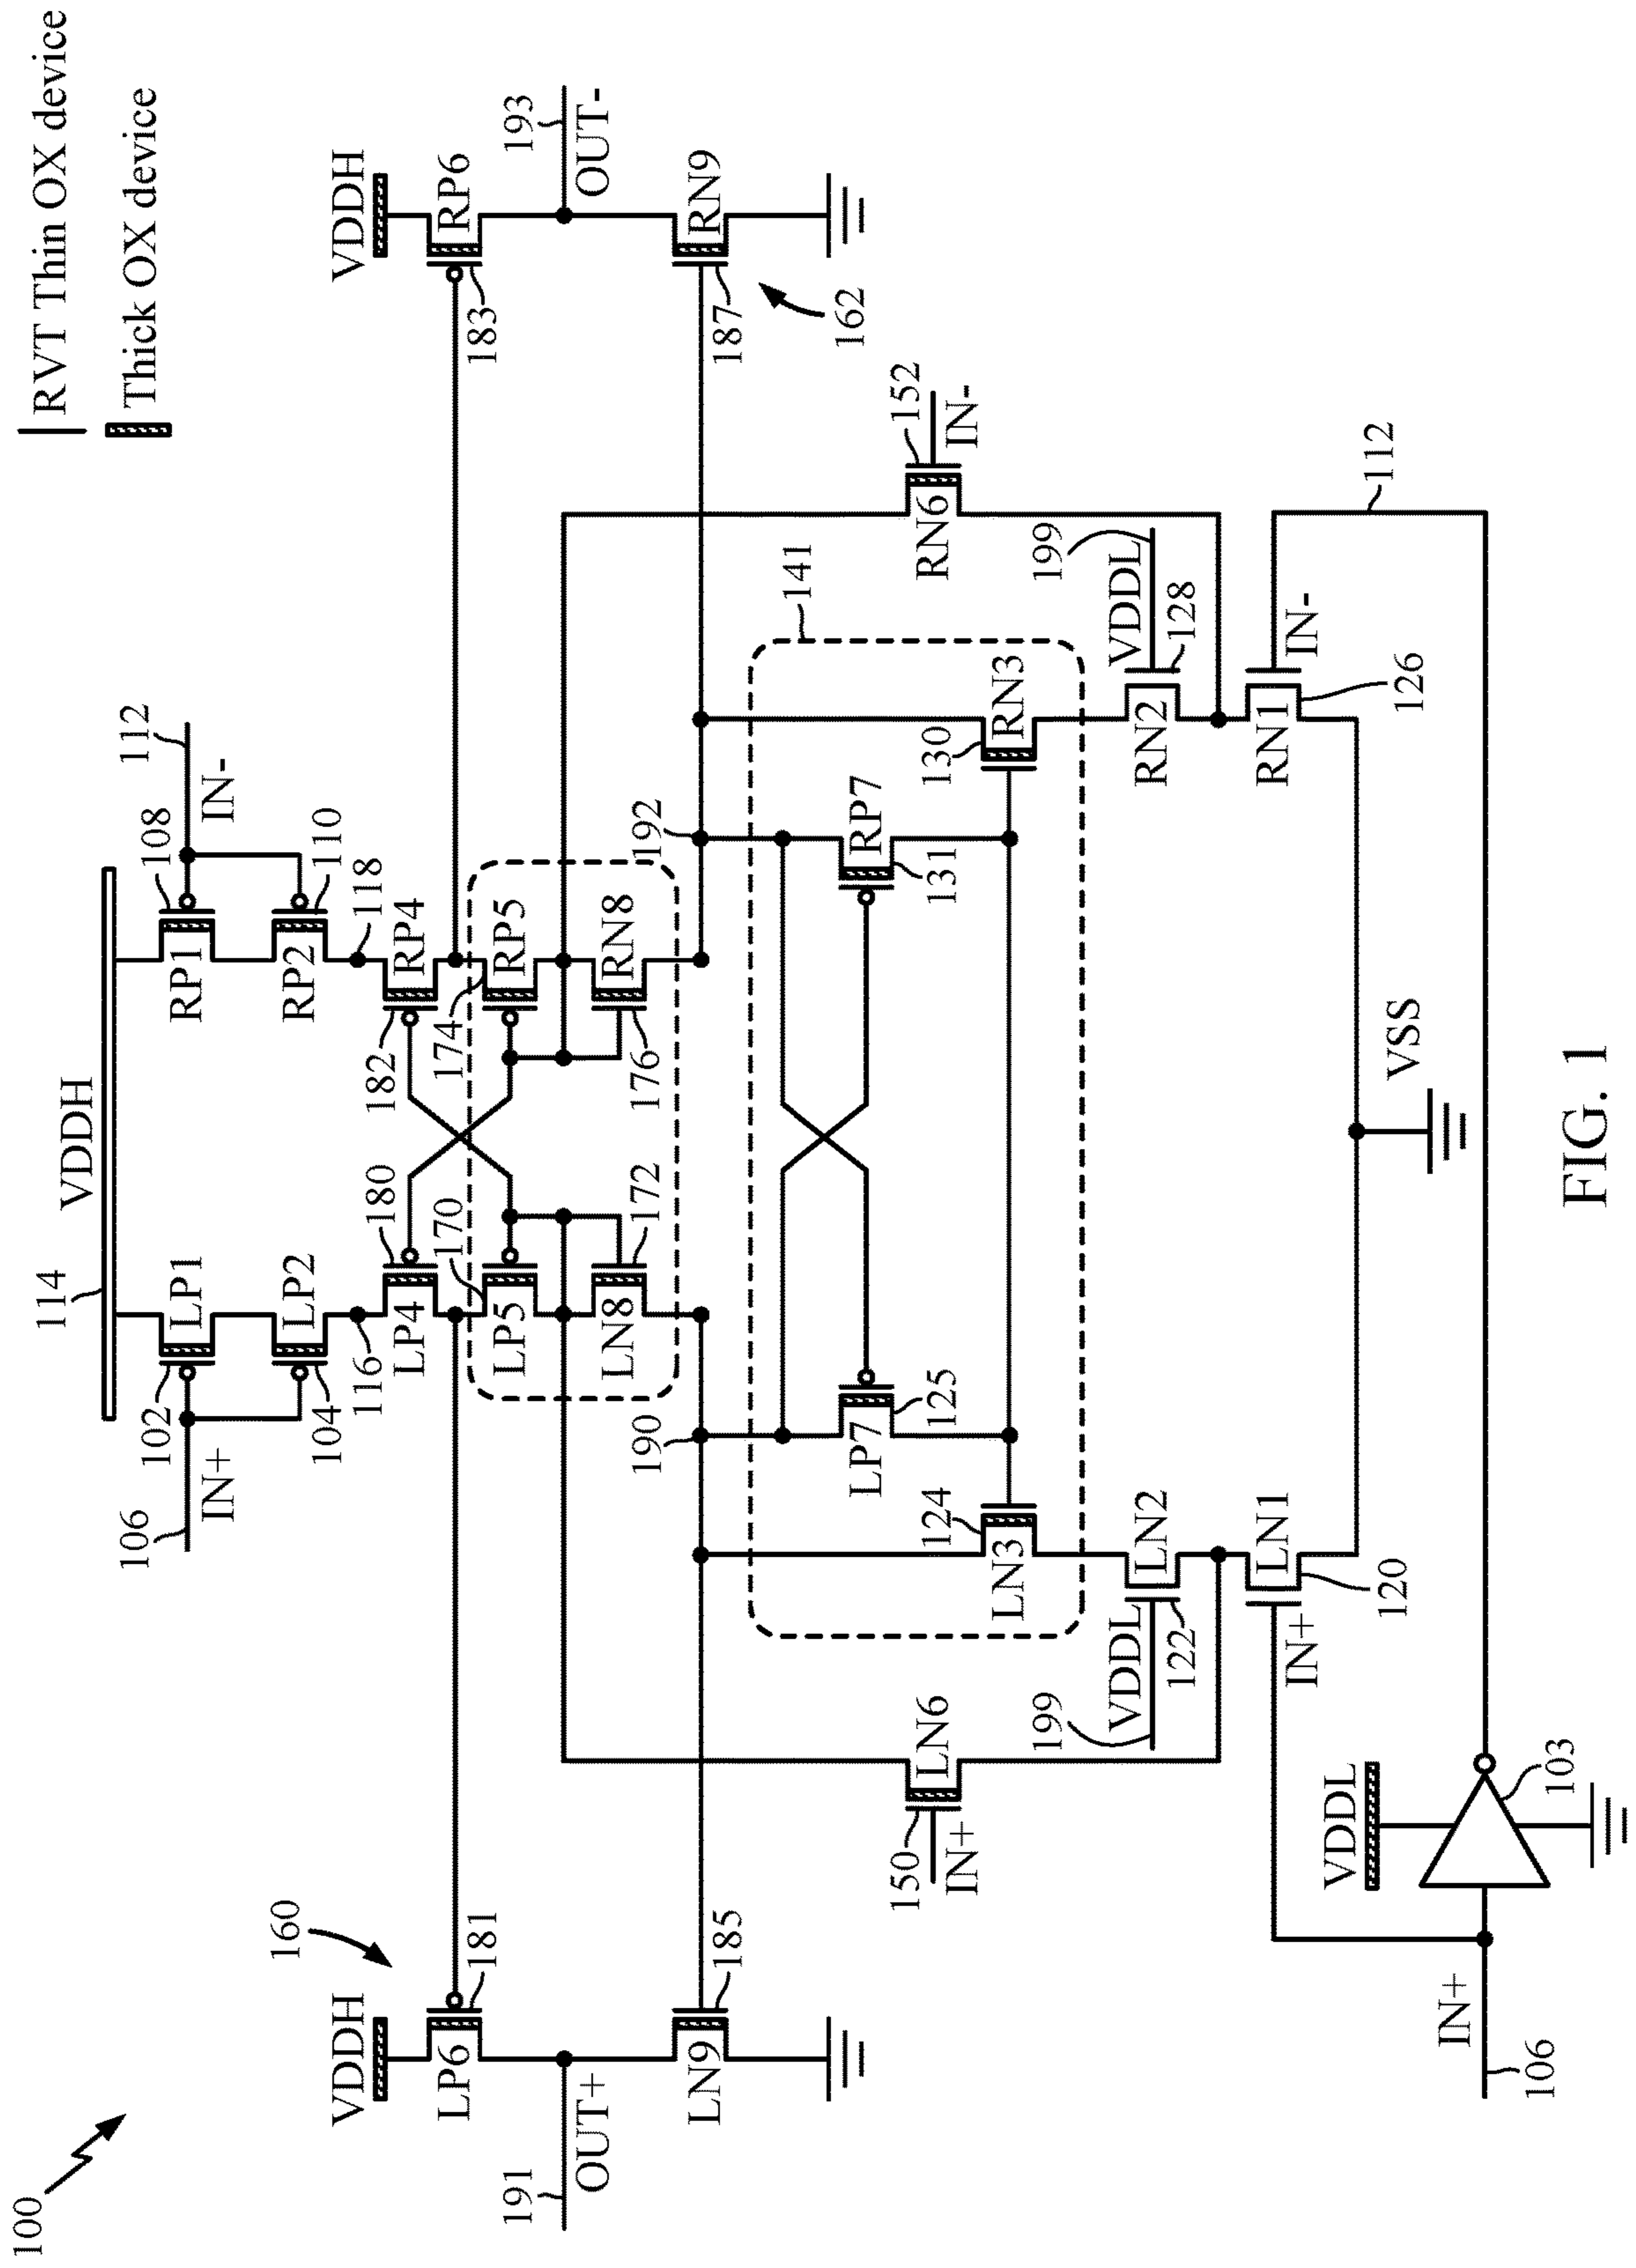 100
RVT Thin OX device
Thick OX device
VDDH
114
106
IN+
102
LP1
104
LP2
116
RP1
108
112
IN-
RP2
110
118
160
VDDH
LP6
181
LP4
180
182
RP4
VDDH
RP6
183
170
LP5
174
RP5
191
OUT+
193
OUT-
LN8
172
176
RN8
LN9
185
190
192
RN9
187
162
141
LP7
125
RP7
131
150
IN+
LN6
124
LN3
130
RN3
RN6
152
IN-
199
VDDL
122
LN2
RN2
VDDL
128
199
IN+
LN1
120
RN1
IN-
126
112
VSS
VDDL
103
IN+
106
FIG. 1